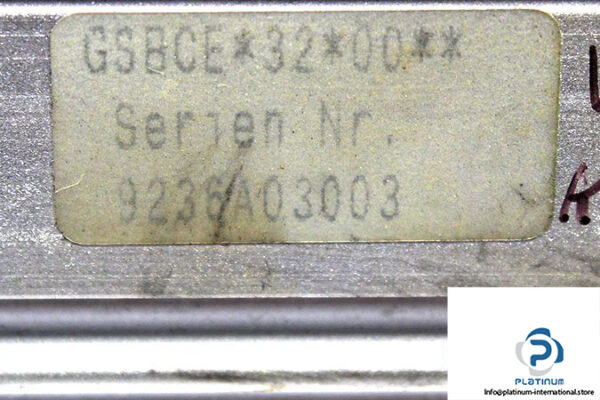 GSBCE*32*00**
Serien Nr.
9236A03003
PLATINUM
Info@platinum-international.store